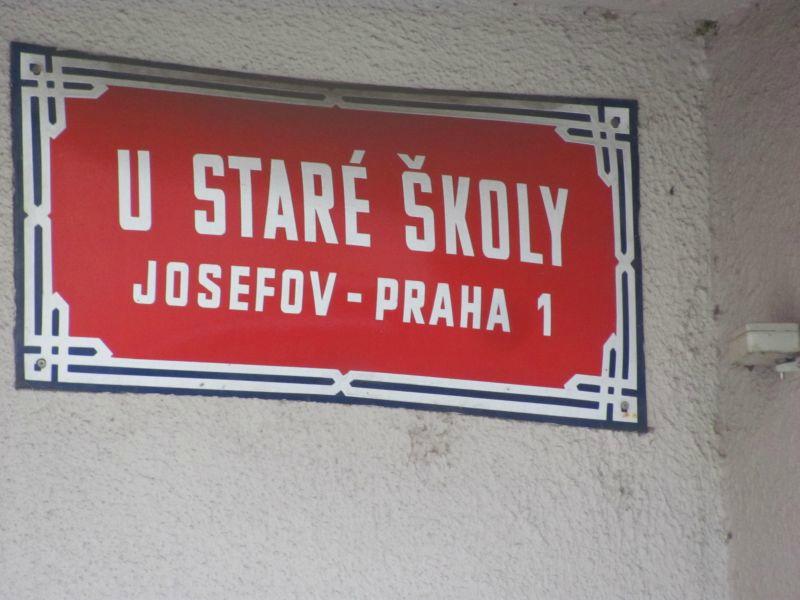 U STARÉ ŠKOLY
JOSEFOV - PRAHA 1